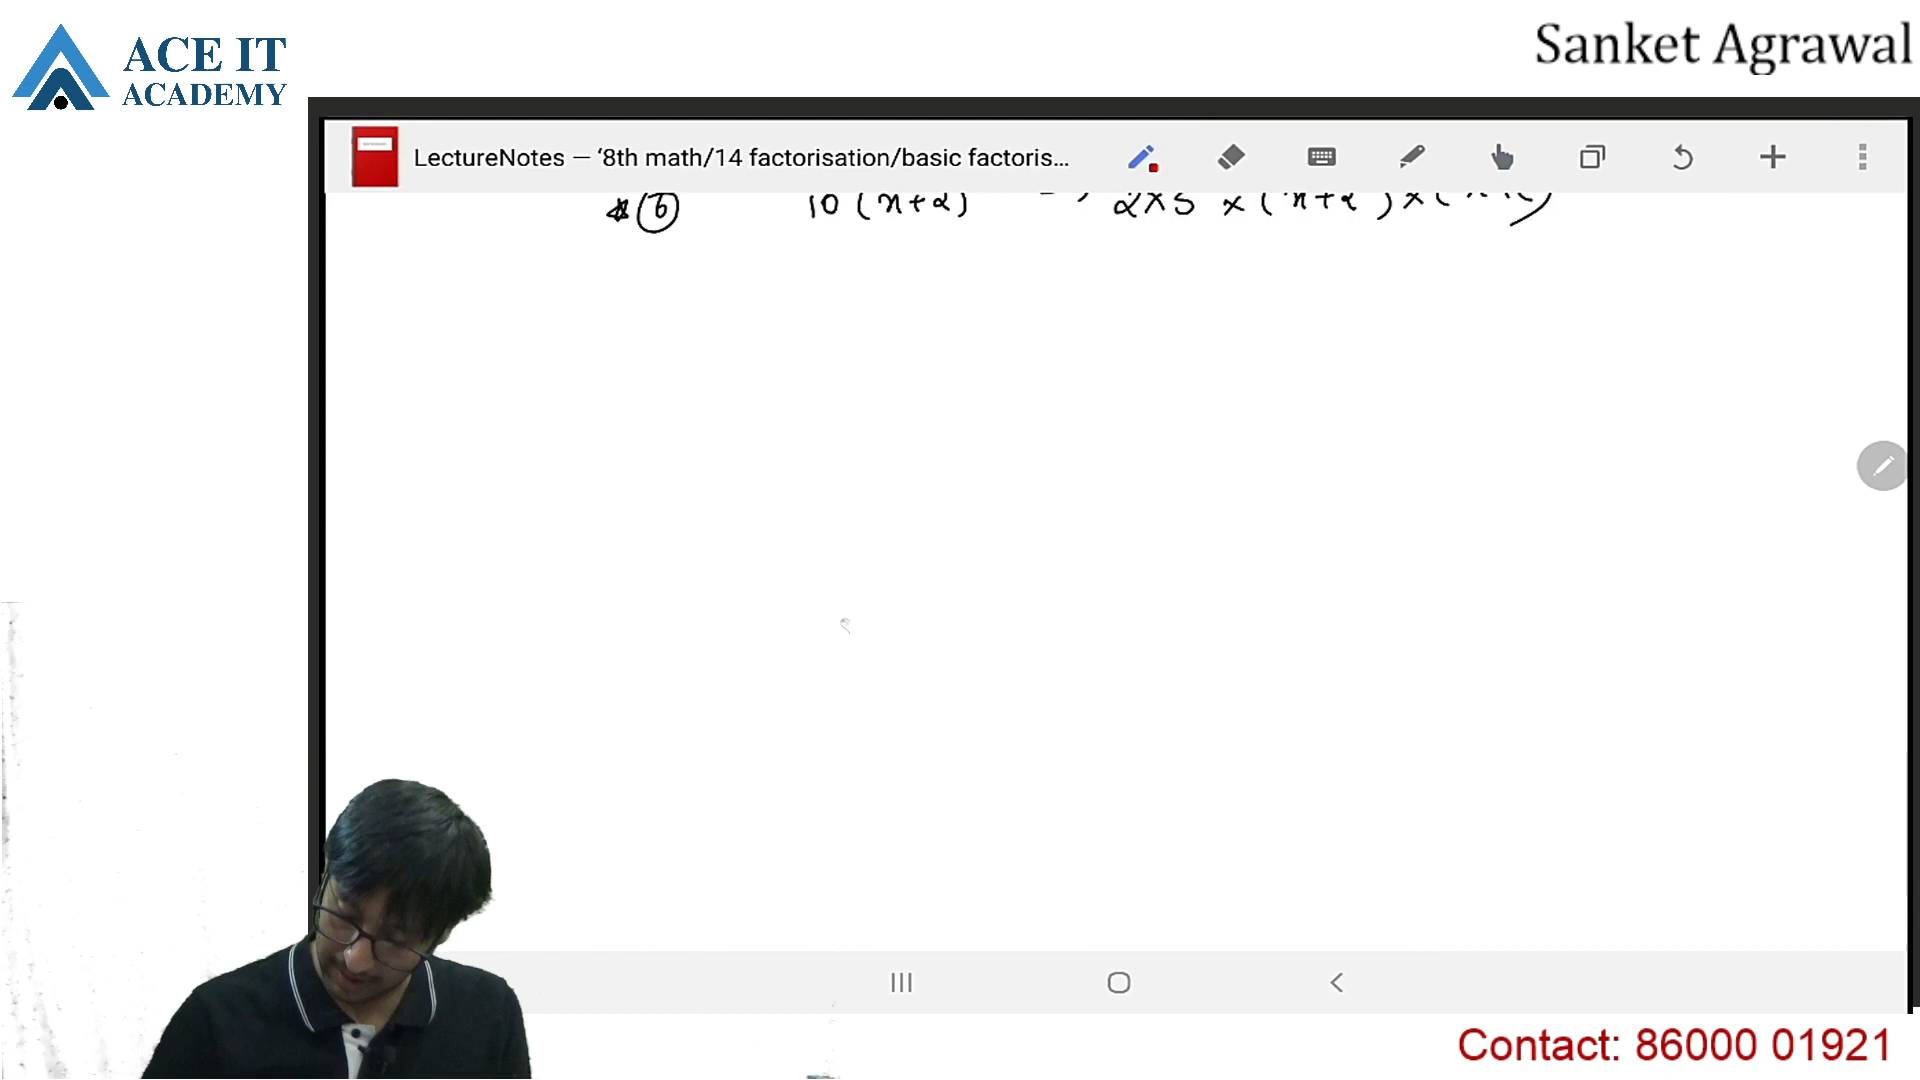 ACE IT
ACADEMY
Sanket Agrawal
LectureNotes — ‘8th math/14 factorisation/basic factoris...
6 10 (x+2) 2×5 × (x+2) × (
Contact: 86000 01921